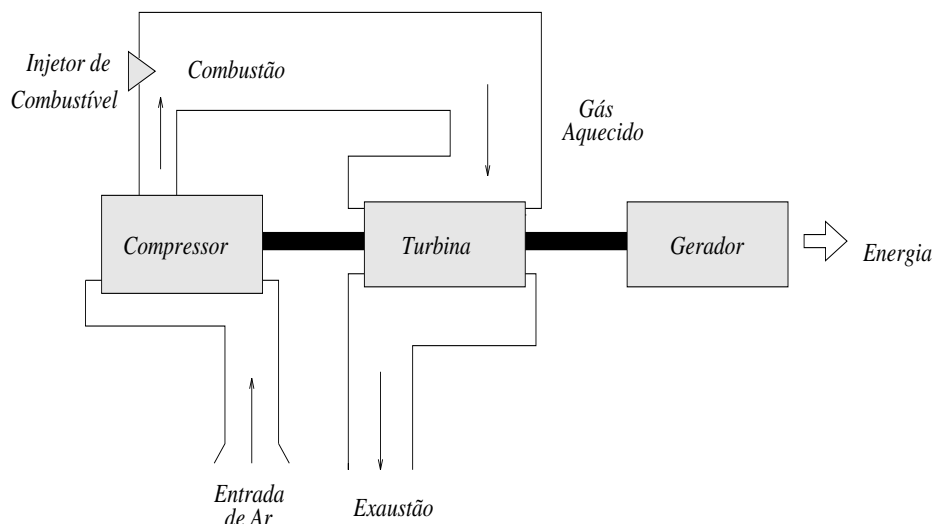 Injetor de
Combustível
Combustão
Gás
Aquecido
Compressor
Turbina
Gerador
Energia
Entrada
de Ar
Exaustão